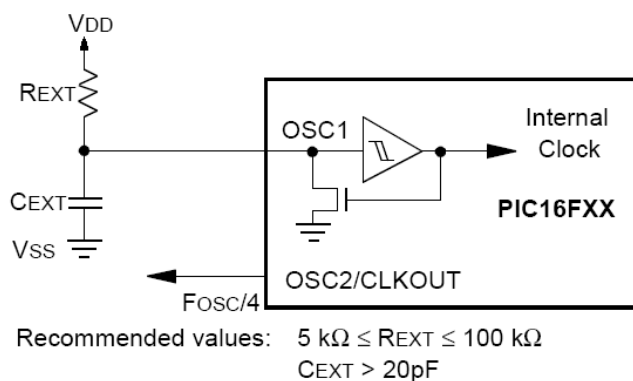 VDD
REXT
OSC1
Internal
Clock
CEXT
PIC16FXX
VSS
OSC2/CLKOUT
FOSC/4
Recommended values: 5 kΩ ≤ REXT ≤ 100 kΩ
CEXT > 20pF